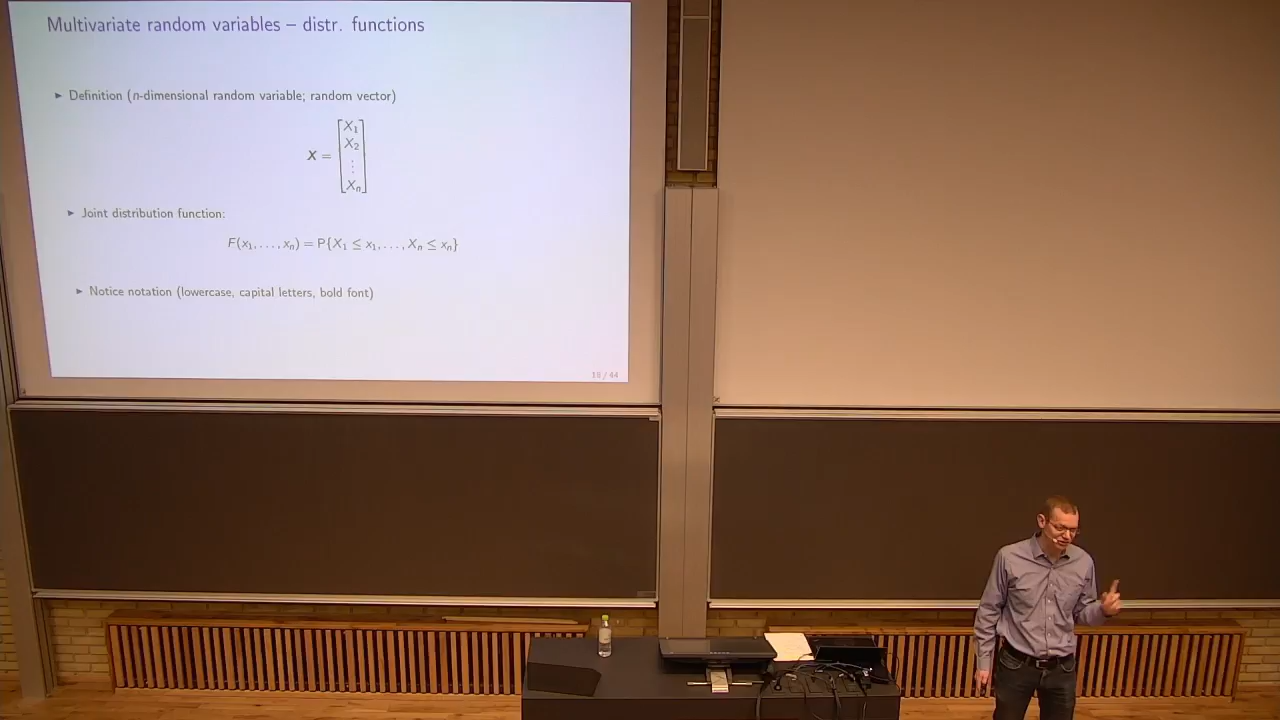 Multivariate random variables – distr. functions
► Definition (n-dimensional random variable; random vector)
X = [X₁ X₂ ⋮ Xₙ]
► Joint distribution function:
F(x₁, . . . , xₙ) = P{X₁ ≤ x₁, . . . , Xₙ ≤ xₙ}
► Notice notation (lowercase, capital letters, bold font)